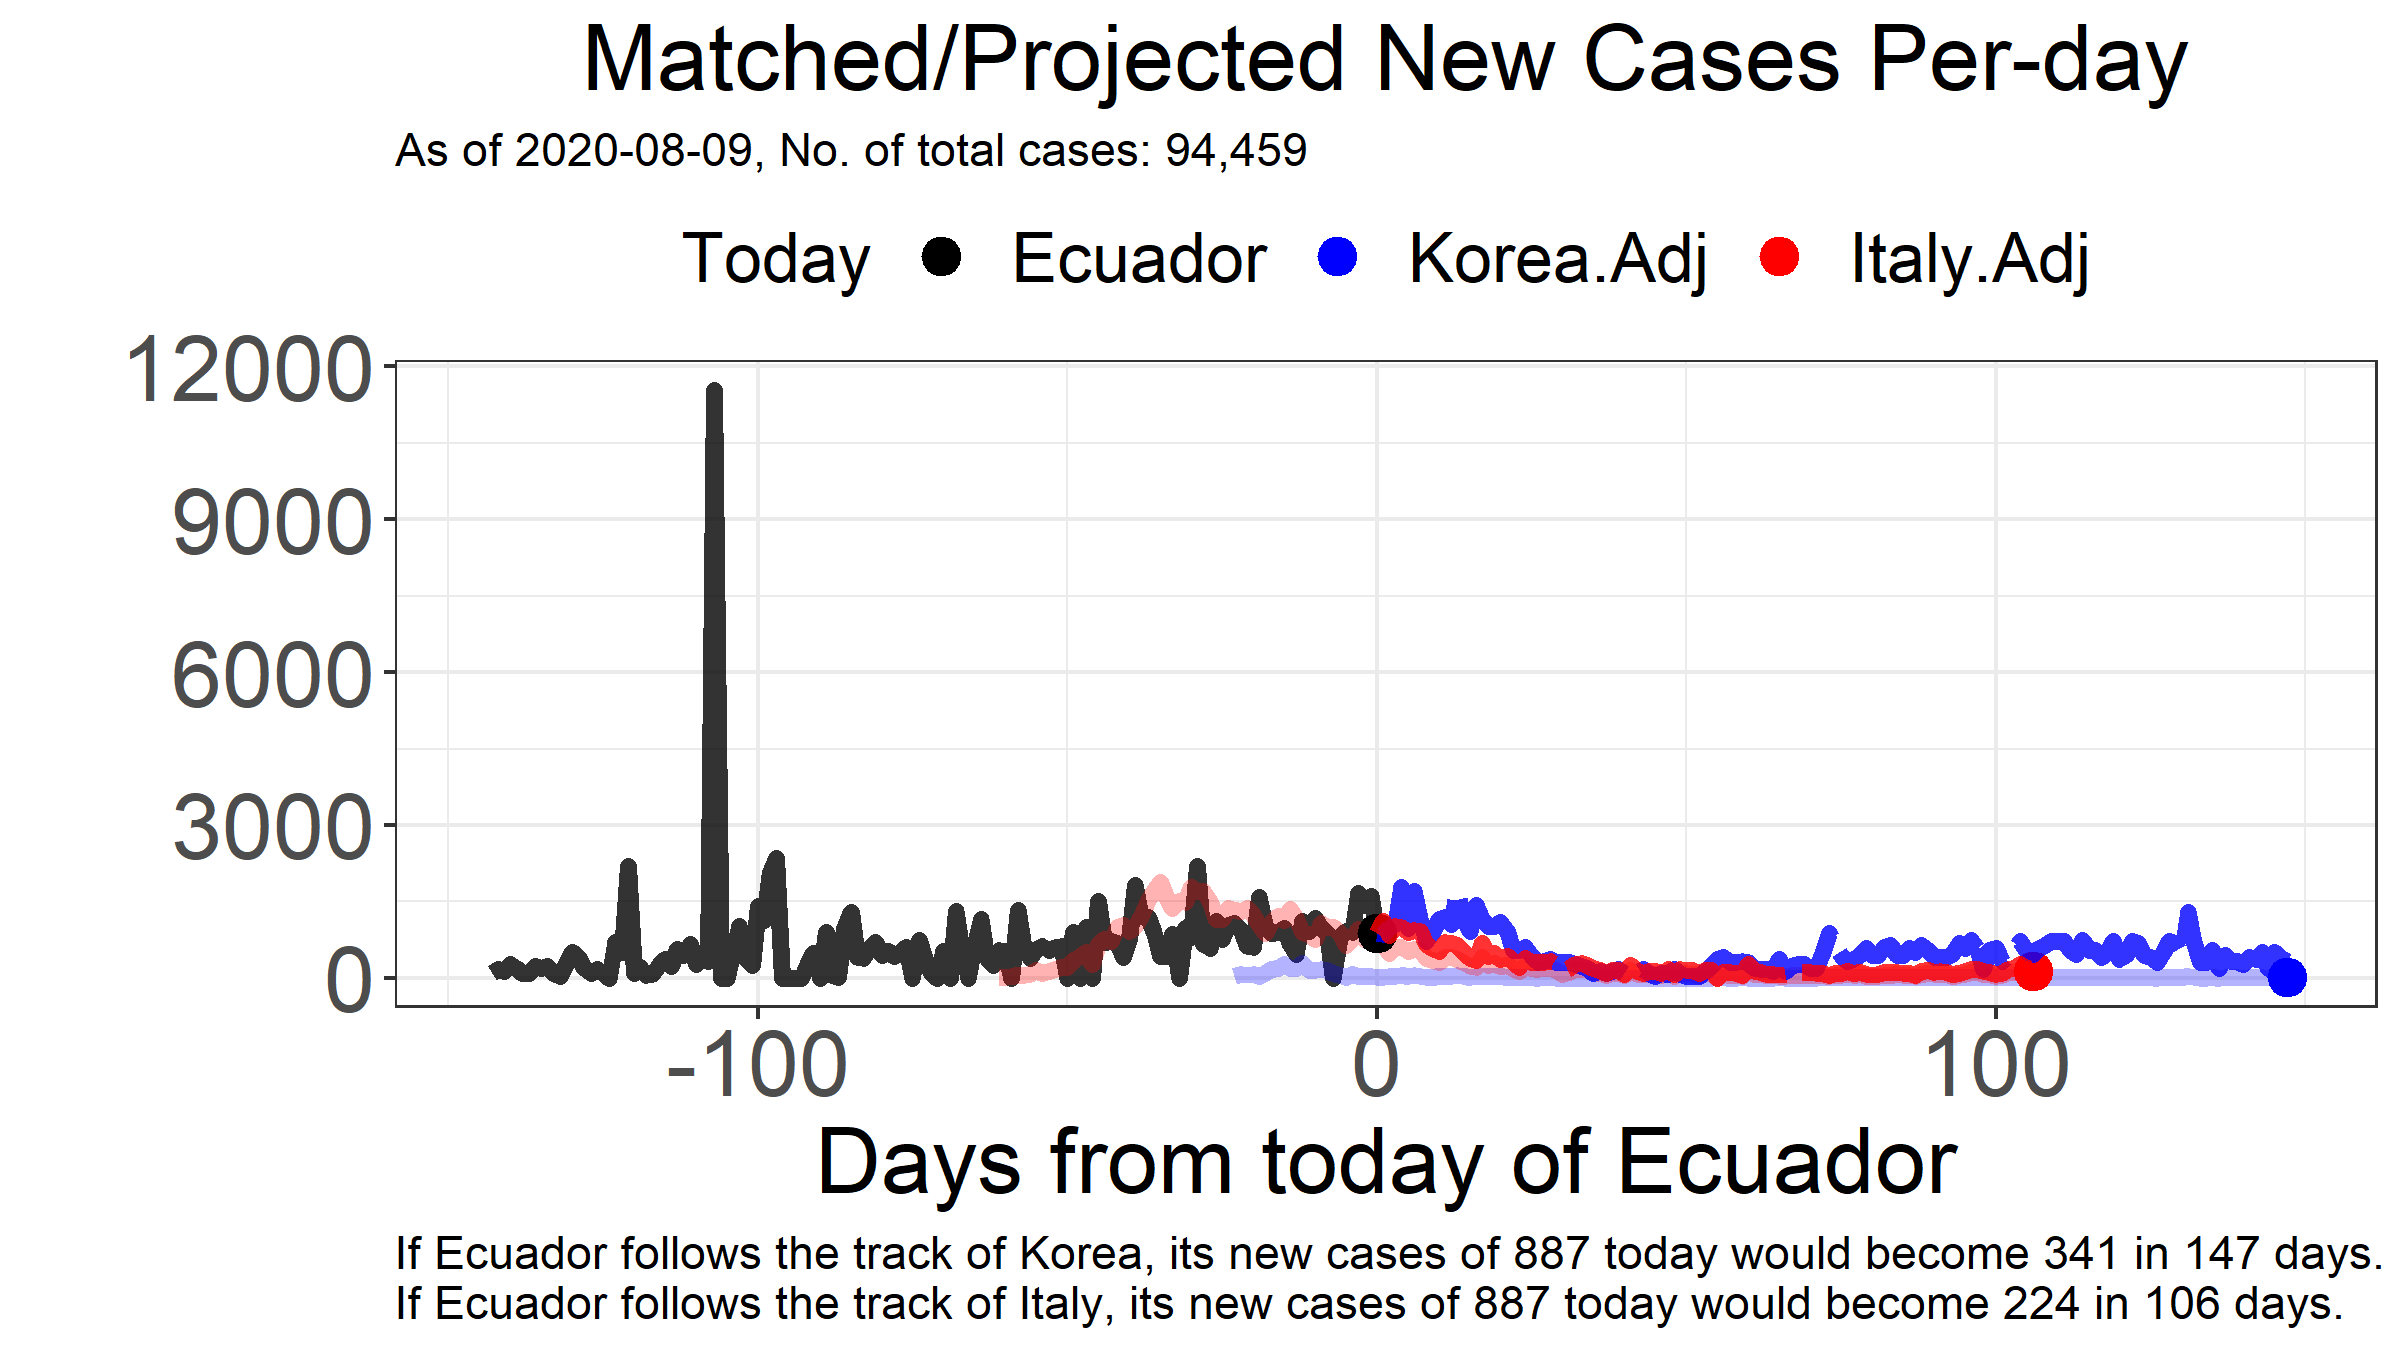 Matched/Projected New Cases Per-day
As of 2020-08-09, No. of total cases: 94,459
Today Ecuador Korea.Adj Italy.Adj
12000
9000
6000
3000
0
-100 0 100
Days from today of Ecuador
If Ecuador follows the track of Korea, its new cases of 887 today would become 341 in 147 days.
If Ecuador follows the track of Italy, its new cases of 887 today would become 224 in 106 days.